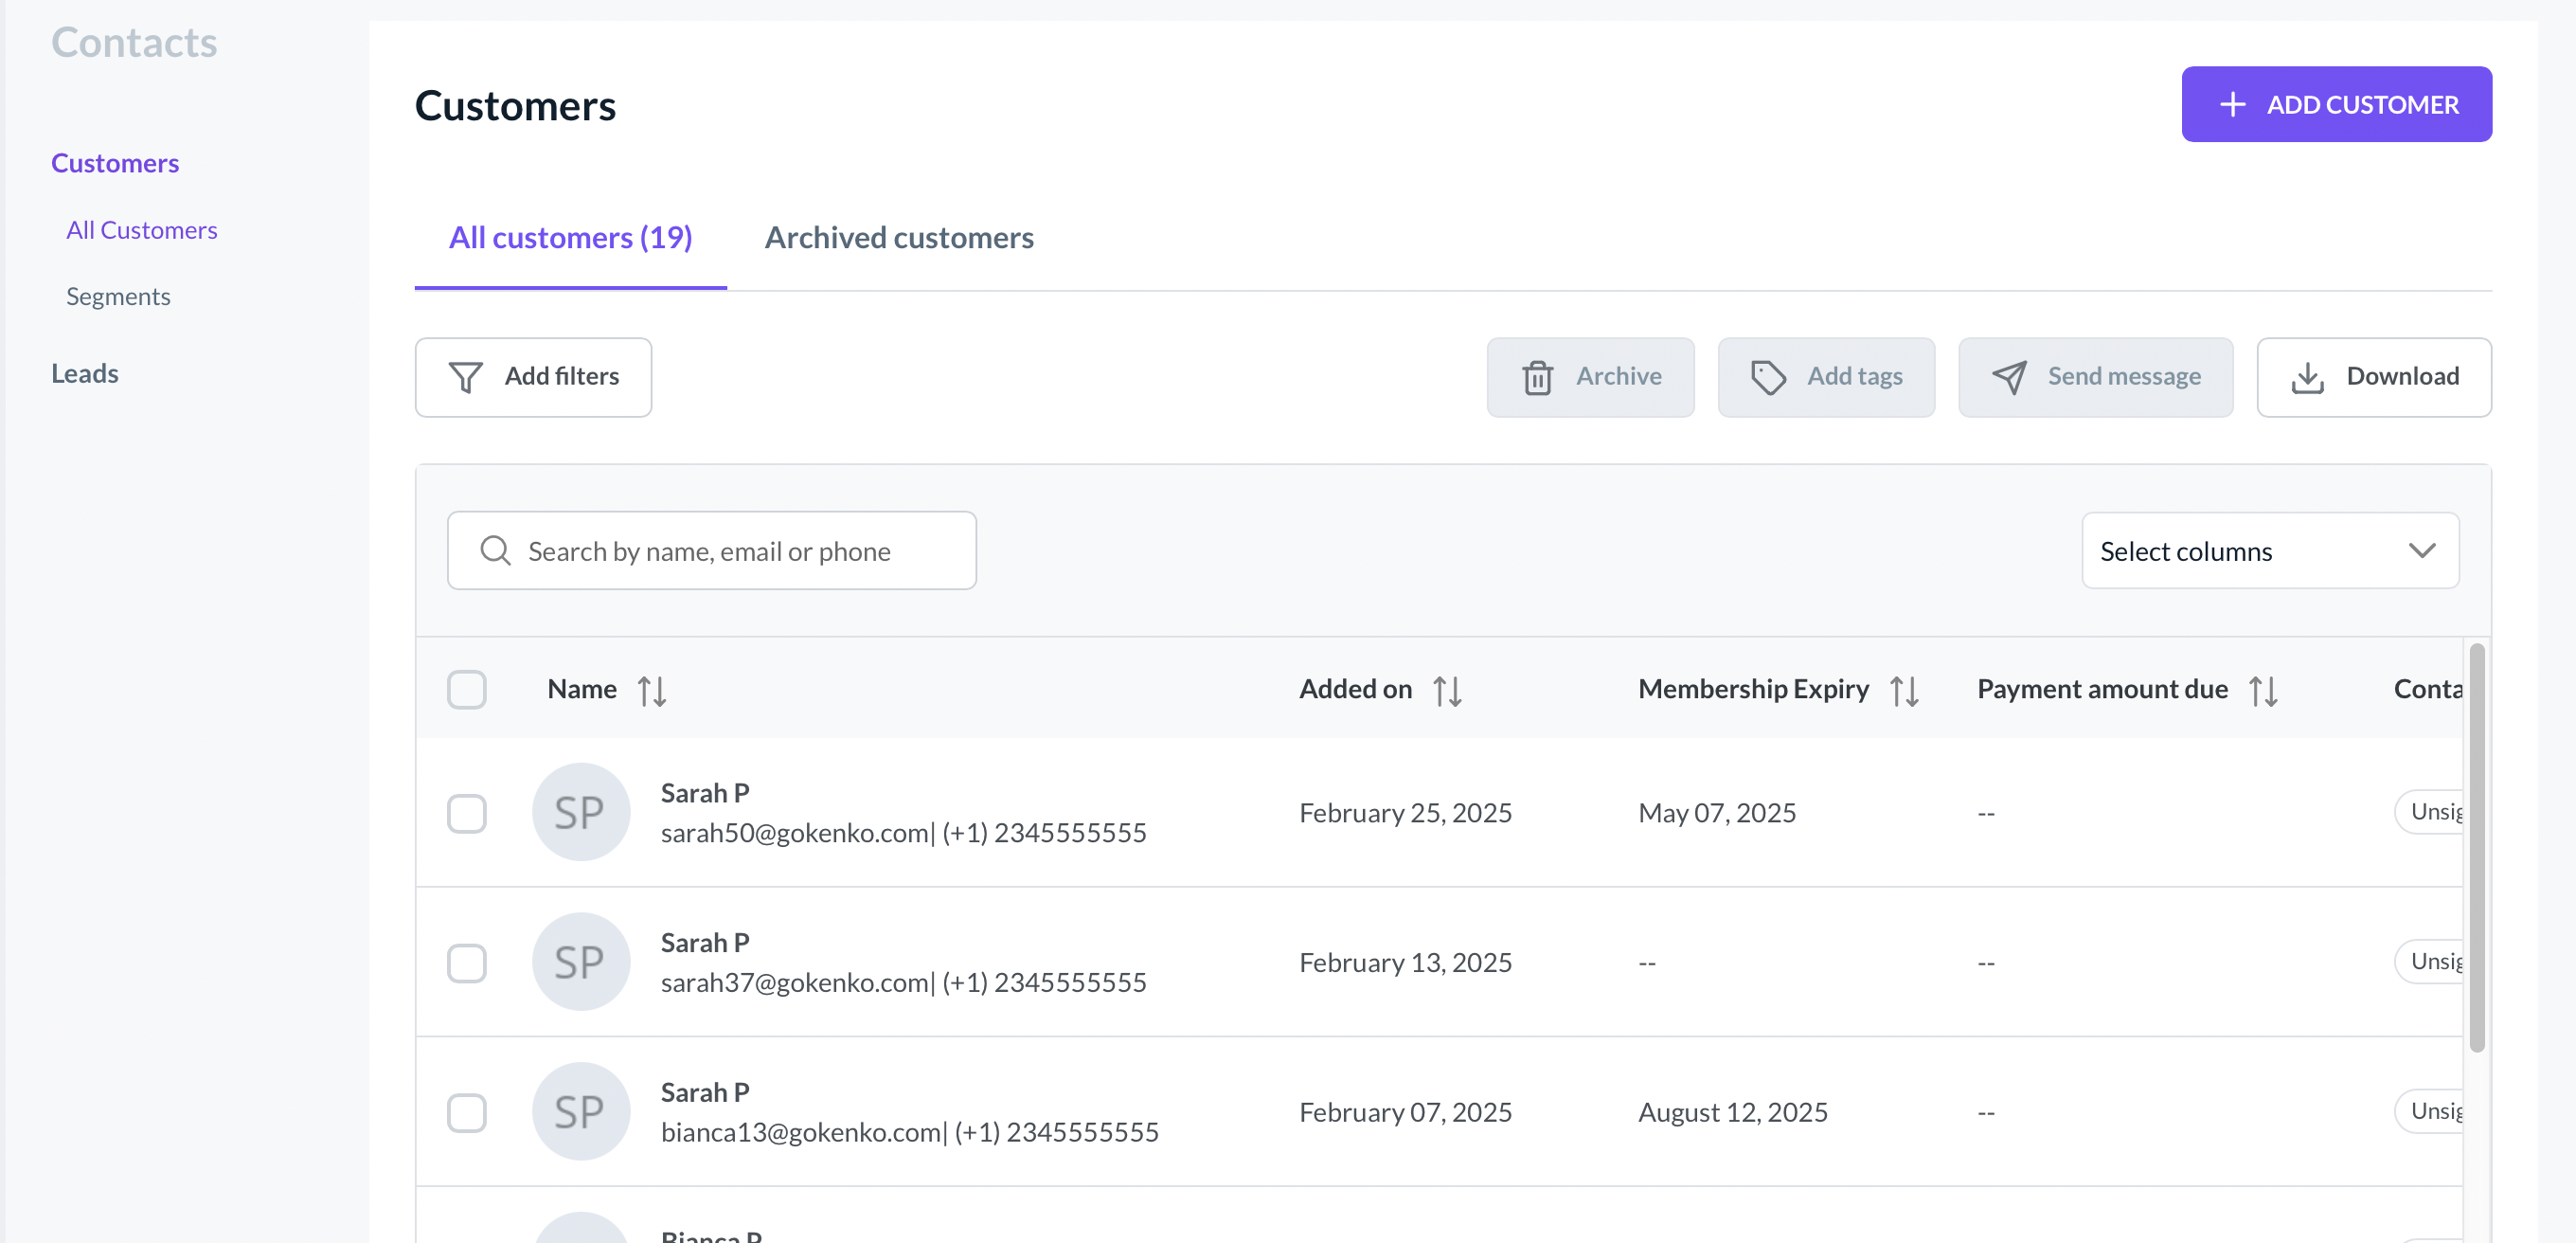 Contacts
Customers
All Customers
Segments
Leads
Customers
ADD CUSTOMER
All customers (19)
Archived customers
Add filters
Archive
Add tags
Send message
Download
Search by name, email or phone
Select columns
Name
Added on
Membership Expiry
Payment amount due
Conta
SP
Sarah P
sarah50@gokenko.com| (+1) 2345555555
February 25, 2025
May 07, 2025
--
Unsig
SP
Sarah P
sarah37@gokenko.com| (+1) 2345555555
February 13, 2025
--
--
Unsig
SP
Sarah P
bianca13@gokenko.com| (+1) 2345555555
February 07, 2025
August 12, 2025
--
Unsig
Bianca P